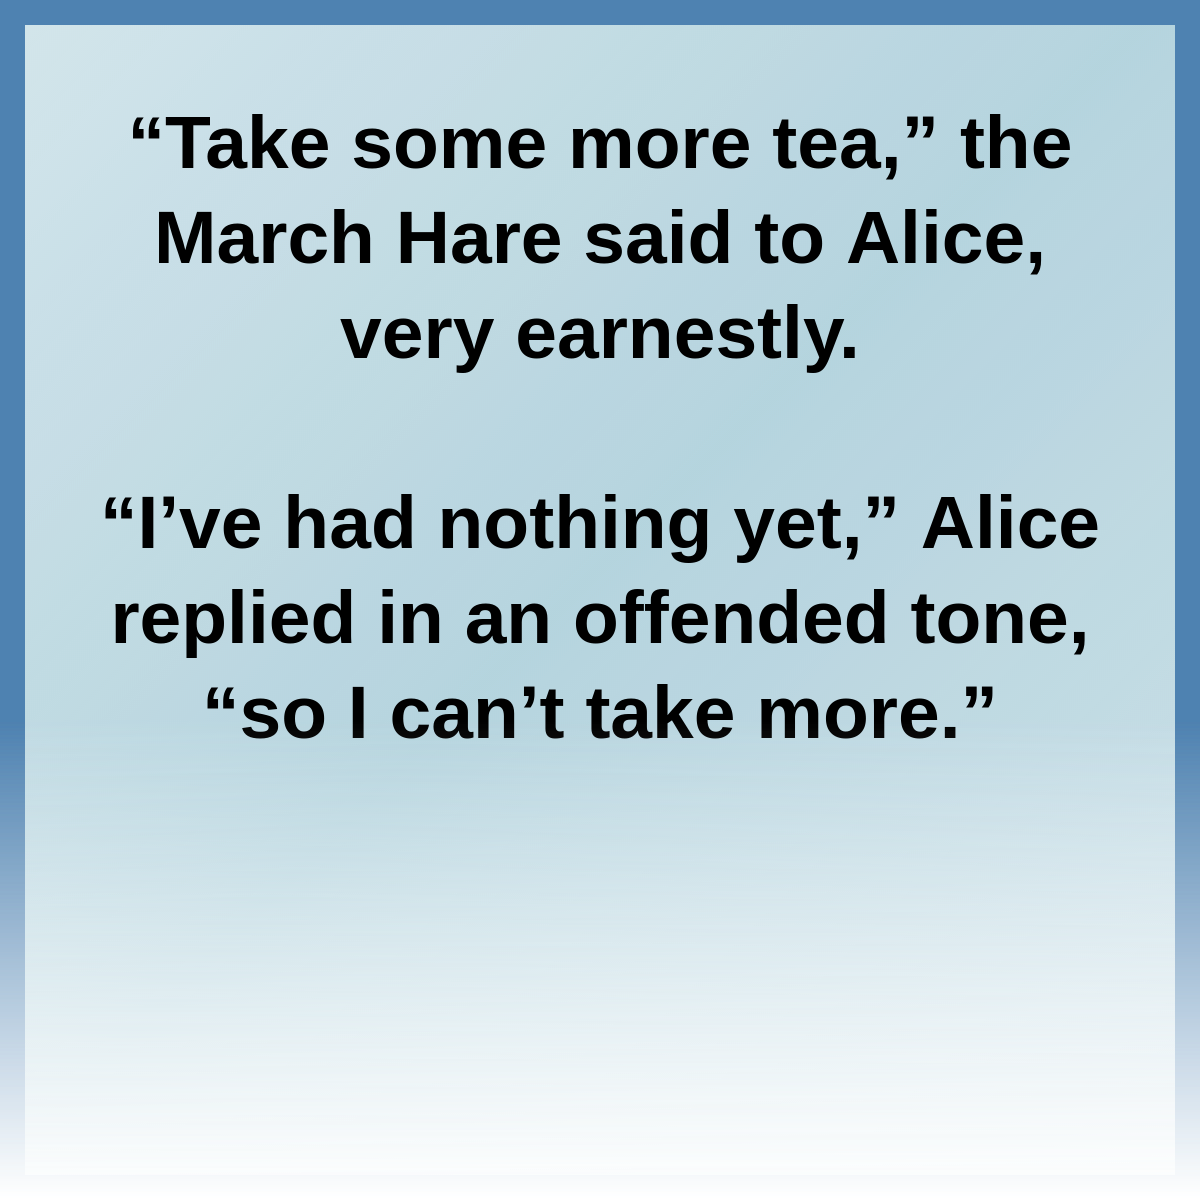 “Take some more tea,” the
March Hare said to Alice,
very earnestly.
“I’ve had nothing yet,” Alice
replied in an offended tone,
“so I can’t take more.”